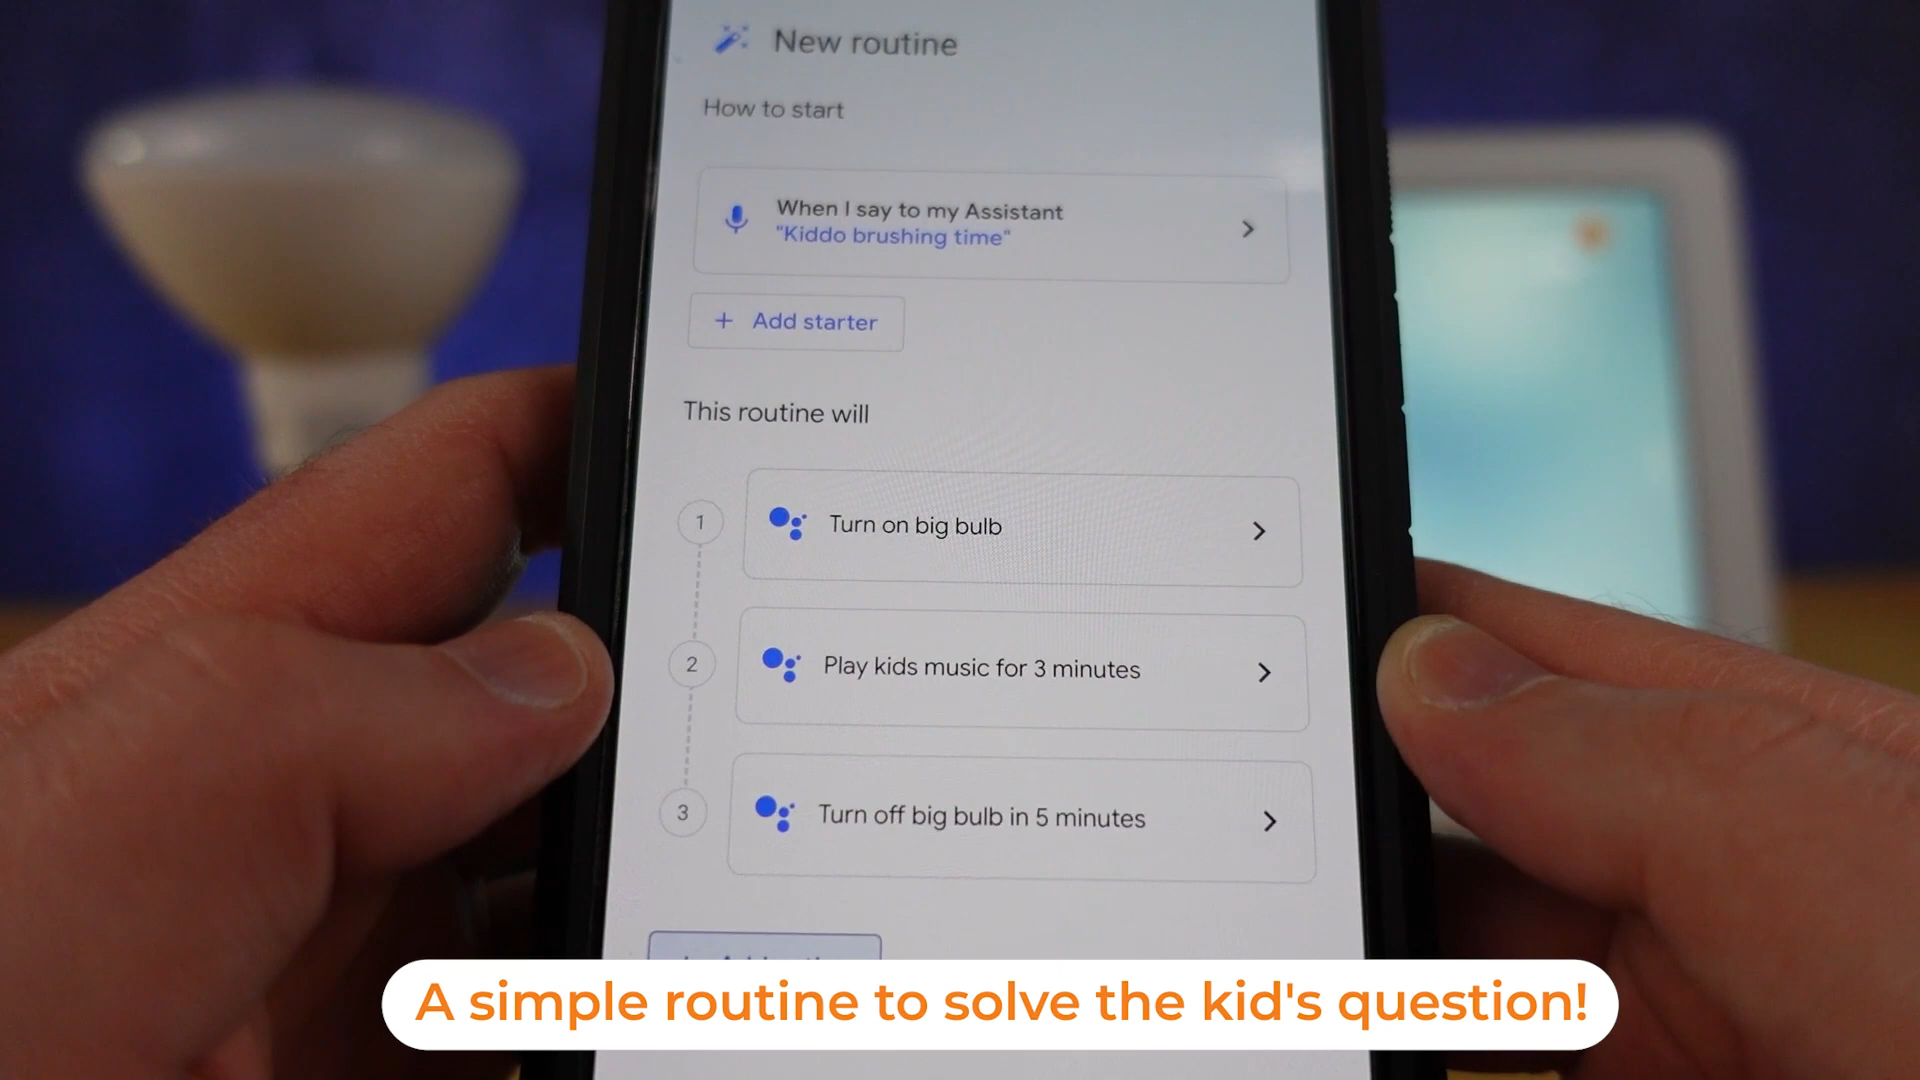 New routine
How to start
When I say to my Assistant
"Kiddo brushing time"
+ Add starter
This routine will
1
Turn on big bulb
2
Play kids music for 3 minutes
3
Turn off big bulb in 5 minutes
A simple routine to solve the kid's question!